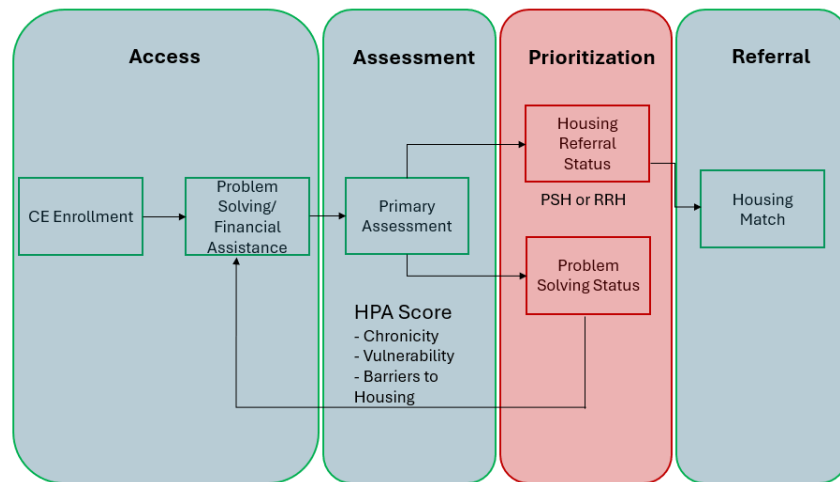 Access
CE Enrollment
Problem
Solving/
Financial
Assistance
Assessment
Primary
Assessment
HPA Score
- Chronicity
- Vulnerability
- Barriers to
Housing
Prioritization
Housing
Referral
Status
PSH or RRH
Problem
Solving Status
Referral
Housing
Match